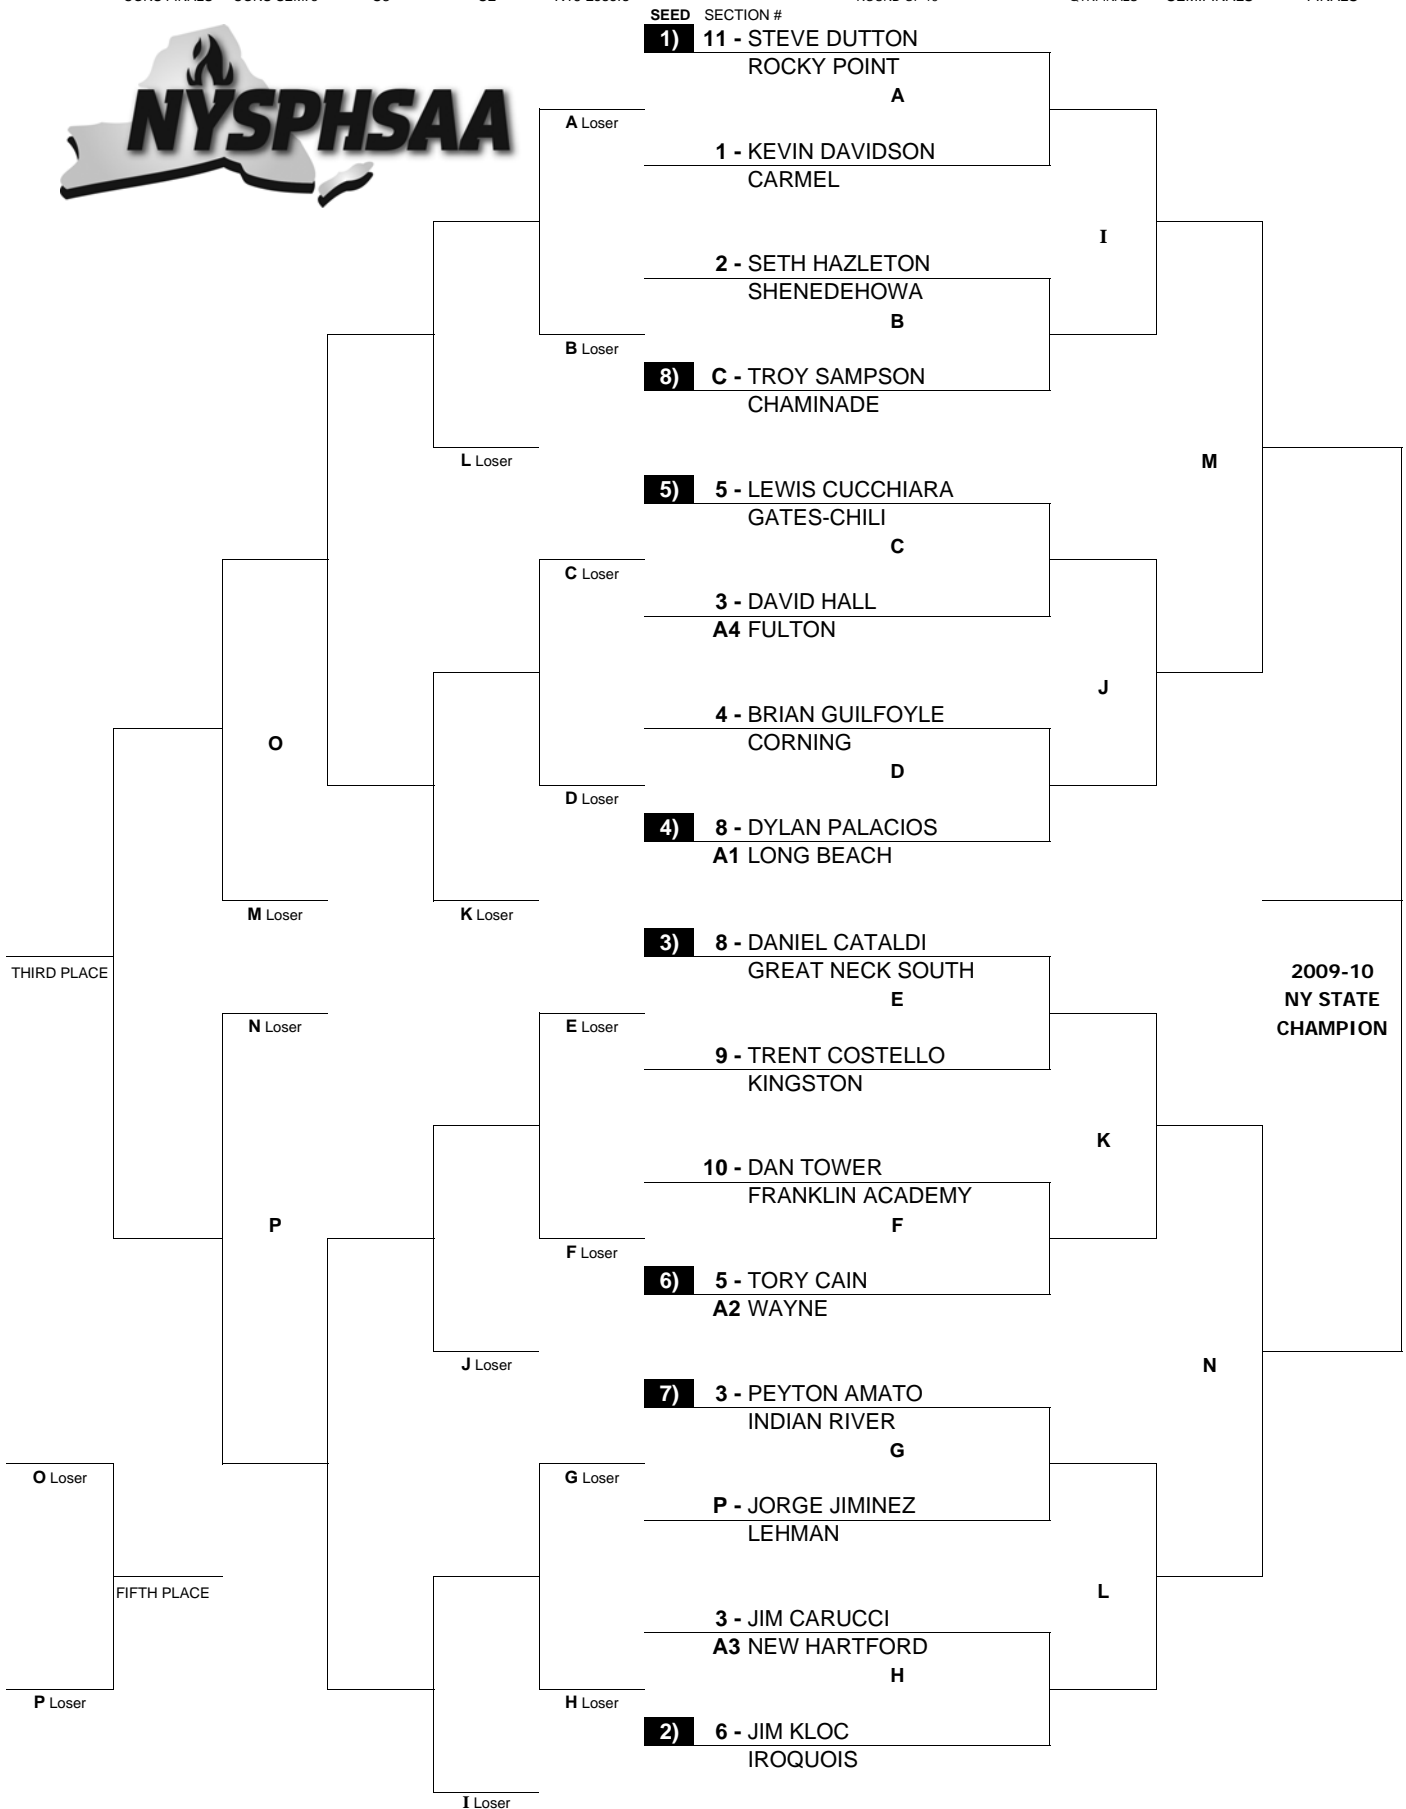 SEED SECTION #
1) 11 - STEVE DUTTON
ROCKY POINT
NYSPHSAA
A
A Loser
1 - KEVIN DAVIDSON
CARMEL
I
2 - SETH HAZLETON
SHENEDEHOWA
B
B Loser
8) C - TROY SAMPSON
CHAMINADE
L Loser
M
5) 5 - LEWIS CUCCHIARA
GATES-CHILI
C
C Loser
3 - DAVID HALL
A4 FULTON
J
4 - BRIAN GUILFOYLE
CORNING
O
D
D Loser
4) 8 - DYLAN PALACIOS
A1 LONG BEACH
M Loser
K Loser
3) 8 - DANIEL CATALDI
GREAT NECK SOUTH
THIRD PLACE
2009-10
NY STATE
CHAMPION
E
N Loser
E Loser
9 - TRENT COSTELLO
KINGSTON
K
10 - DAN TOWER
FRANKLIN ACADEMY
P
F
F Loser
6) 5 - TORY CAIN
A2 WAYNE
J Loser
N
7) 3 - PEYTON AMATO
INDIAN RIVER
G
O Loser
G Loser
P - JORGE JIMINEZ
LEHMAN
FIFTH PLACE
L
3 - JIM CARUCCI
A3 NEW HARTFORD
H
P Loser
H Loser
2) 6 - JIM KLOC
IROQUOIS
I Loser